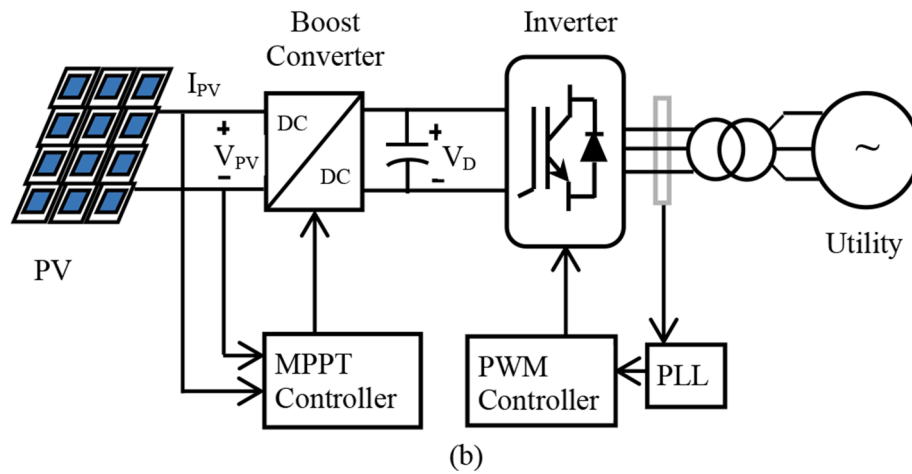 Boost
Converter
Inverter
I_PV
DC
DC
+
V_PV
-
+
V_D
-
~
PV
Utility
MPPT
Controller
PWM
Controller
PLL
(b)